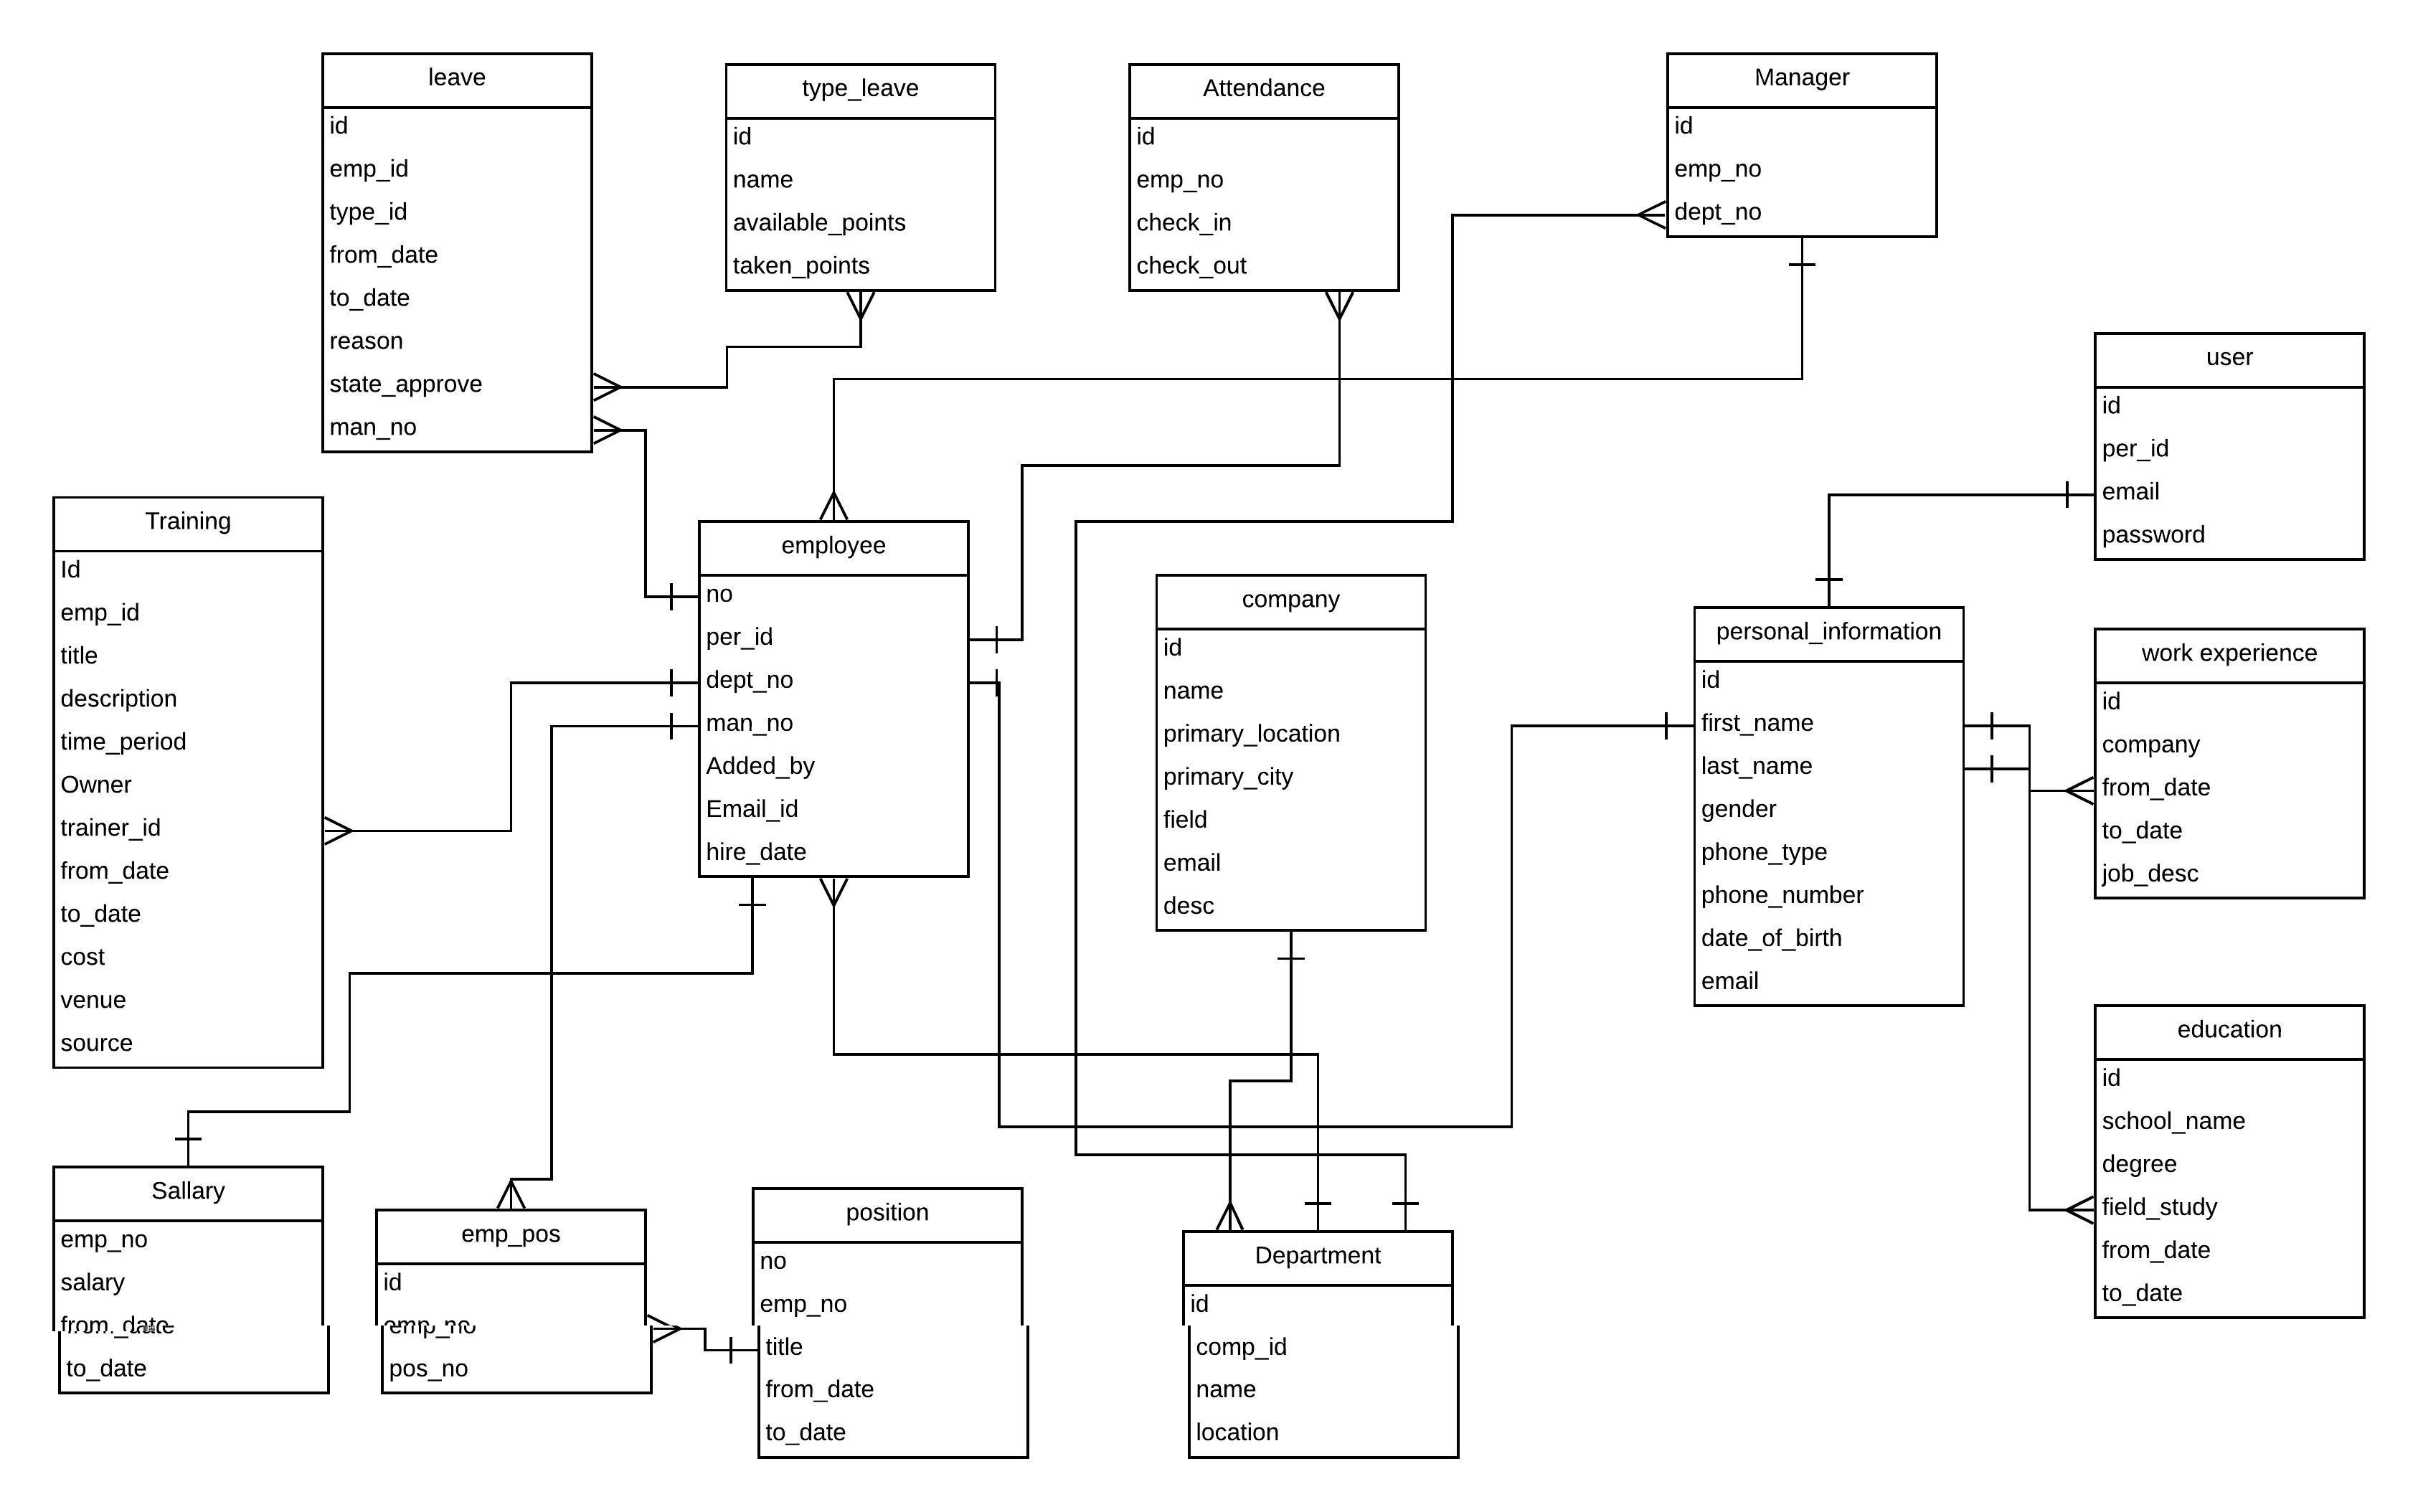 leave
id
emp_id
type_id
from_date
to_date
reason
state_approve
man_no
type_leave
id
name
available_points
taken_points
Attendance
id
emp_no
check_in
check_out
Manager
id
emp_no
dept_no
user
id
per_id
email
password
Training
Id
emp_id
title
description
time_period
Owner
trainer_id
from_date
to_date
cost
venue
source
employee
no
per_id
dept_no
man_no
Added_by
Email_id
hire_date
company
id
name
primary_location
primary_city
field
email
desc
personal_information
id
first_name
last_name
gender
phone_type
phone_number
date_of_birth
email
work experience
id
company
from_date
to_date
job_desc
education
id
school_name
degree
field_study
from_date
to_date
Sallary
emp_no
salary
from_date
to_date
emp_pos
id
emp_no
pos_no
position
no
emp_no
title
from_date
to_date
Department
id
comp_id
name
location